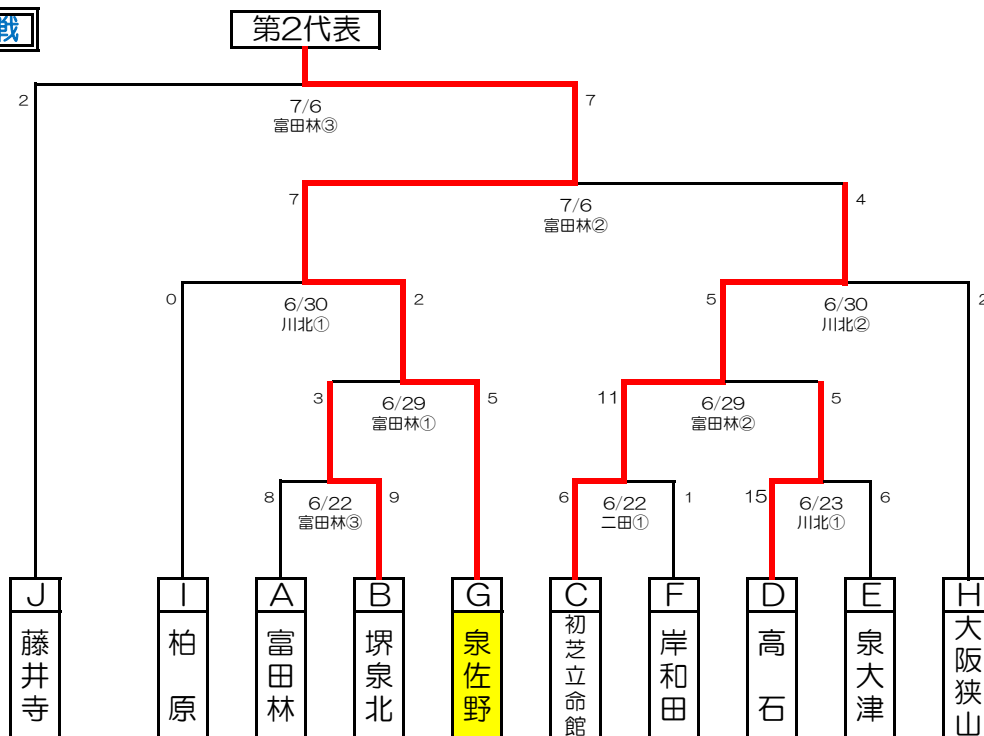 戦
第2代表
2
7
7/6
富田林③
7
4
7/6
富田林②
0
2
5
2
6/30
川北①
6/30
川北②
3
5
11
5
6/29
富田林①
6/29
富田林②
8
9
6
1
15
6
6/22
富田林③
6/22
二田①
6/23
川北①
J
I
A
B
G
C
F
D
E
H
藤井寺
柏原
富田林
堺泉北
泉佐野
初芝立命館
岸和田
高石
泉大津
大阪狭山